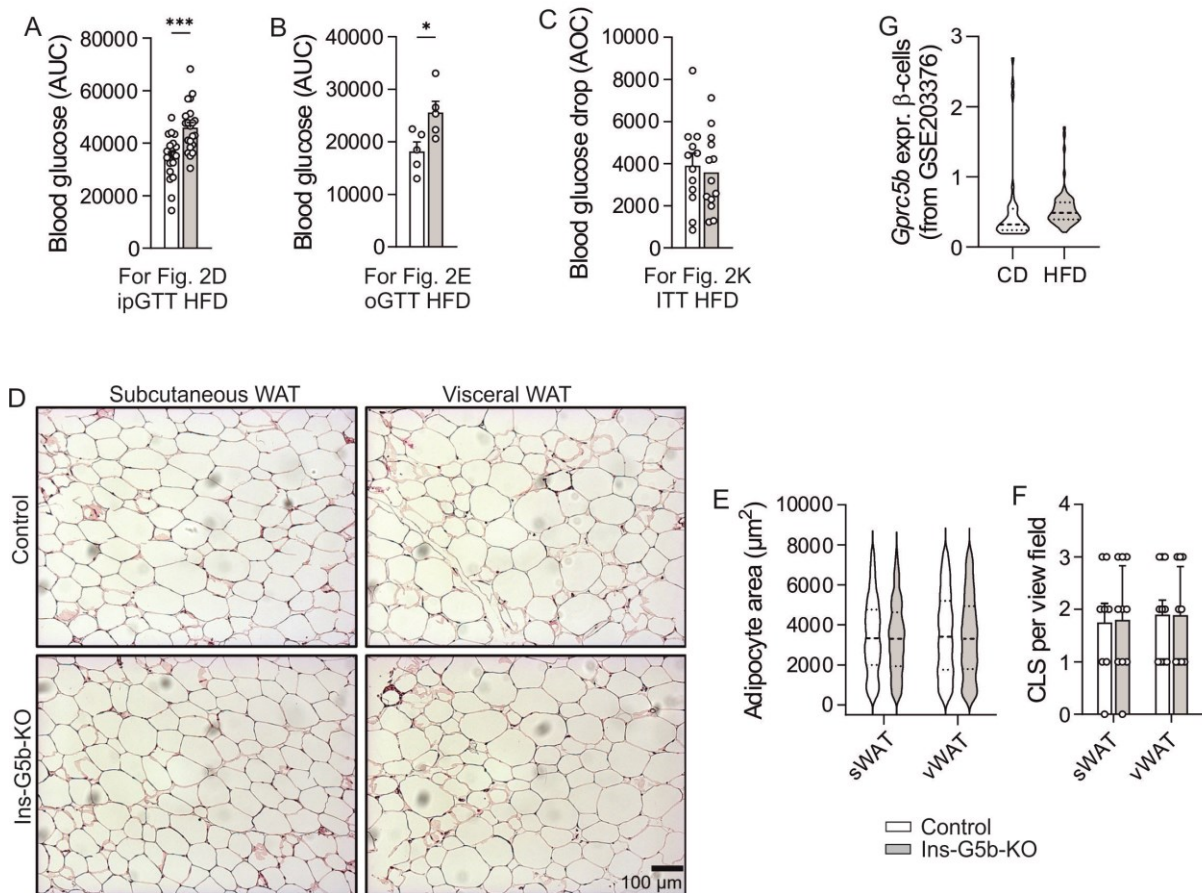 A
***
Blood glucose (AUC)
80000
60000
40000
20000
0
For Fig. 2D
ipGTT HFD
B
*
Blood glucose (AUC)
40000
30000
20000
10000
0
For Fig. 2E
oGTT HFD
C
Blood glucose drop (AOC)
10000
8000
6000
4000
2000
0
For Fig. 2K
ITT HFD
G
Gprc5b expr. β-cells
(from GSE203376)
3
2
1
0
CD HFD
D
Subcutaneous WAT Visceral WAT
Control
Ins-G5b-KO
100 µm
E
Adipocyte area (µm²)
10000
8000
6000
4000
2000
0
sWAT vWAT
F
CLS per view field
4
3
2
1
0
sWAT vWAT
Control
Ins-G5b-KO